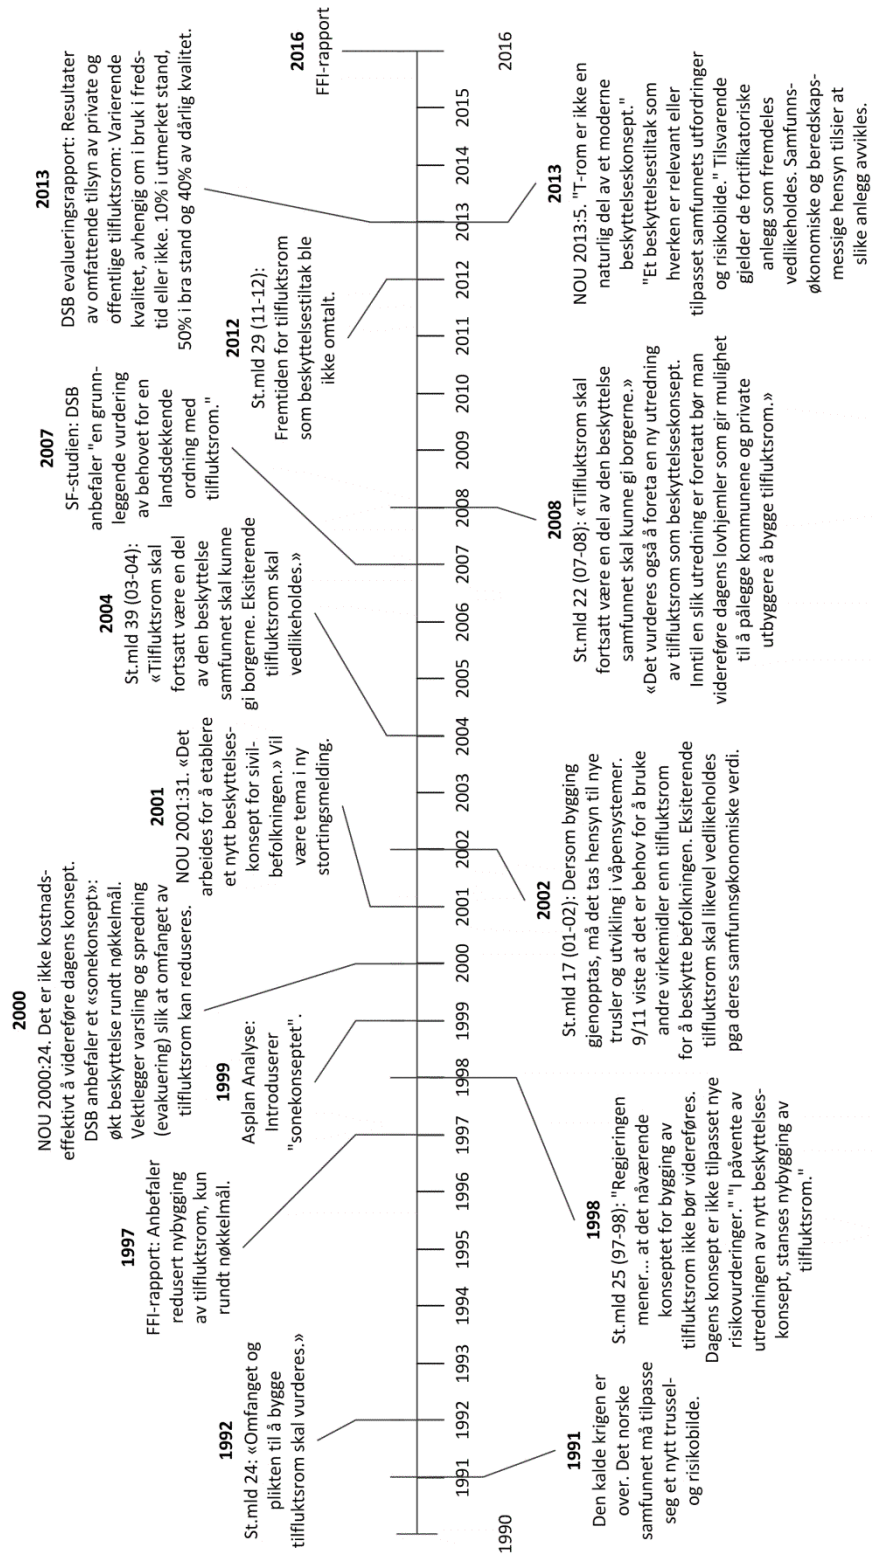 1992
St.mld 24: «Omfanget og
plikten til å bygge
tilfluktsrom skal vurderes.»
1997
FFI-rapport: Anbefaler
redusert nybygging
av tilfluktsrom, kun
rundt nøkkelmål.
1999
Asplan Analyse:
Introduserer
"sonekonseptet".
2000
NOU 2000:24. Det er ikke kostnads-
effektivt å videreføre dagens konsept.
DSB anbefaler et «sonekonsept»:
økt beskyttelse rundt nøkkelmål.
Vektlegger varsling og spredning
(evakuering) slik at omfanget av
tilfluktsrom kan reduseres.
2001
NOU 2001:31. «Det
arbeides for å etablere
et nytt beskyttelses-
konsept for sivil-
befolkningen.» Vil
være tema i ny
stortingsmelding.
2004
St.mld 39 (03-04):
«Tilfluktsrom skal
fortsatt være en del
av den beskyttelse
samfunnet skal kunne
gi borgerne. Eksiterende
tilfluktsrom skal
vedlikeholdes.»
2007
SF-studien: DSB
anbefaler "en grunn-
leggende vurdering
av behovet for en
landsdekkende
ordning med
tilfluktsrom."
2012
St.mld 29 (11-12):
Fremtiden for tilfluktsrom
som beskyttelsestiltak ble
ikke omtalt.
2013
DSB evalueringsrapport: Resultater
av omfattende tilsyn av private og
offentlige tilfluktsrom: Varierende
kvalitet, avhengig om i bruk i freds-
tid eller ikke. 10% i utmerket stand,
50% i bra stand og 40% av dårlig kvalitet.
2016
FFI-rapport
1990
1991
1992
1993
1994
1995
1996
1997
1998
1999
2000
2001
2002
2003
2004
2005
2006
2007
2008
2009
2010
2011
2012
2013
2014
2015
2016
1991
Den kalde krigen er
over. Det norske
samfunnet må tilpasse
seg et nytt trussel-
og risikobilde.
1998
St.mld 25 (97-98): "Regjeringen
mener... at det nåværende
konseptet for bygging av
tilfluktsrom ikke bør videreføres.
Dagens konsept er ikke tilpasset nye
risikovurderinger." "I påvente av
utredningen av nytt beskyttelses-
konsept, stanses nybygging av
tilfluktsrom."
2002
St.mld 17 (01-02): Dersom bygging
gjenopptas, må det tas hensyn til nye
trusler og utvikling i våpensystemer.
9/11 viste at det er behov for å bruke
andre virkemidler enn tilfluktsrom
for å beskytte befolkningen. Eksiterende
tilfluktsrom skal likevel vedlikeholdes
pga deres samfunnsøkonomiske verdi.
2008
St.mld 22 (07-08): «Tilfluktsrom skal
fortsatt være en del av den beskyttelse
samfunnet skal kunne gi borgerne.»
«Det vurderes også å foreta en ny utredning
av tilfluktsrom som beskyttelseskonsept.
Inntil en slik utredning er foretatt bør man
videreføre dagens lovhjemler som gir mulighet
til å pålegge kommunene og private
utbyggere å bygge tilfluktsrom.»
2013
NOU 2013:5. "T-rom er ikke en
naturlig del av et moderne
beskyttelseskonsept."
"Et beskyttelsestiltak som
hverken er relevant eller
tilpasset samfunnets utfordringer
og risikobilde." Tilsvarende
gjelder de fortifikatoriske
anlegg som fremdeles
vedlikeholdes. Samfunns-
økonomiske og beredskaps-
messige hensyn tilsier at
slike anlegg avvikles.